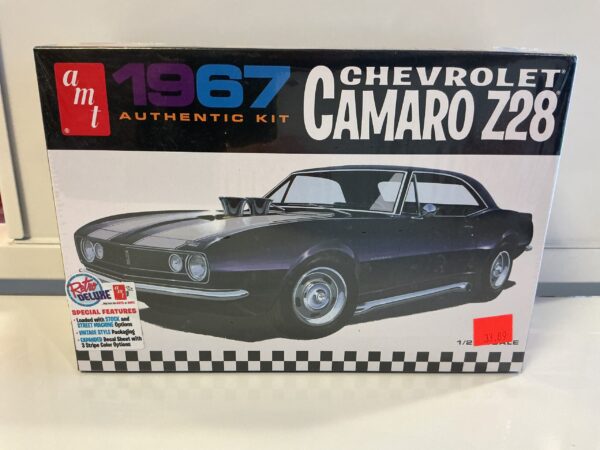 amt
1967
AUTHENTIC KIT
CHEVROLET
CAMARO Z28
Retro
DELUXE
amt
SPECIAL FEATURES
• Loaded with STOCK and
STREET MACHINE Options
• VINTAGE STYLE Packaging
• EXPANDED Decal Sheet with
3 Stripe Color Options